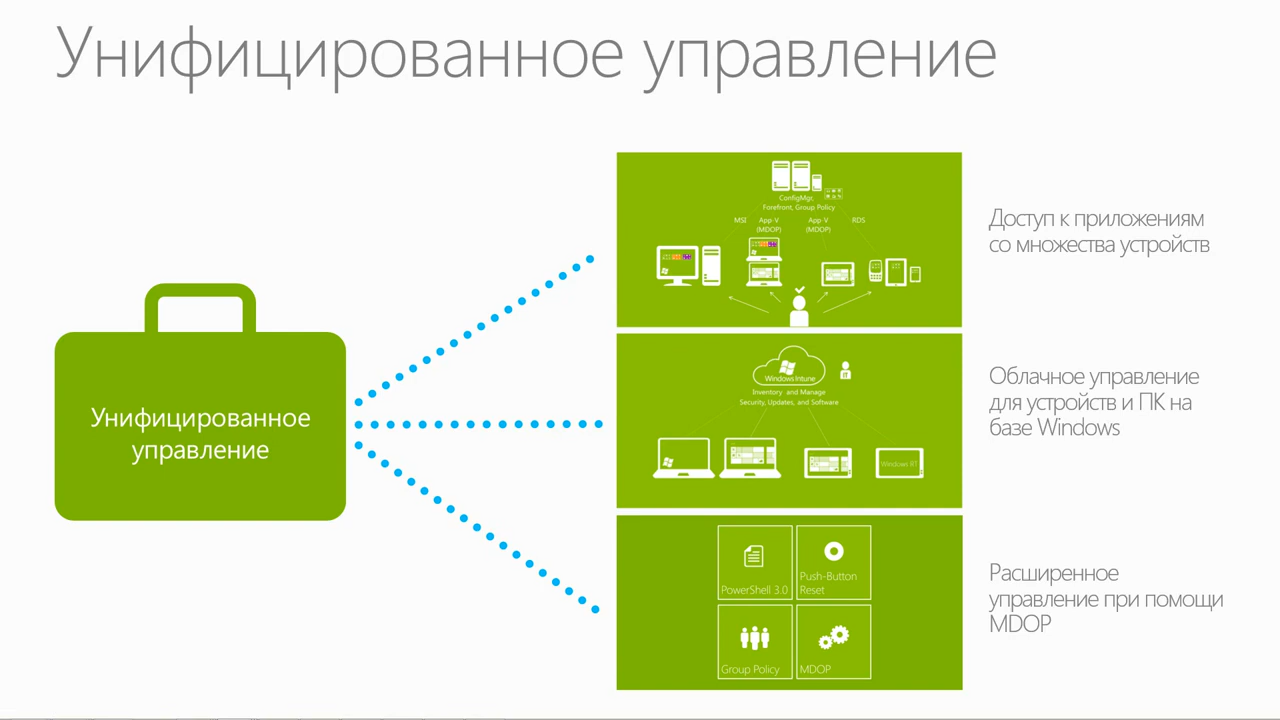 Унифицированное управление
Унифицированное
управление
ConfigMgr,
Forefront, Group Policy
MSI App-V App-V RDS
(MDOP) (MDOP)
Доступ к приложениям
со множества устройств
Windows Intune
IT
Inventory and Manage
Security, Updates, and Software
Windows RT
Облачное управление
для устройств и ПК на
базе Windows
PowerShell 3.0
Push-Button
Reset
Group Policy
MDOP
Расширенное
управление при помощи
MDOP